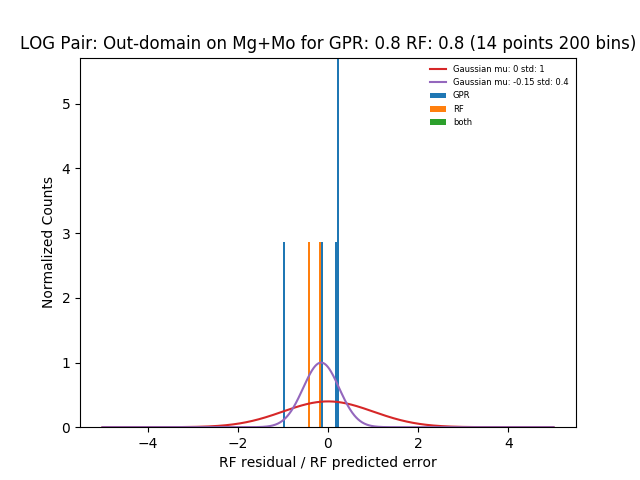 LOG Pair: Out-domain on Mg+Mo for GPR: 0.8 RF: 0.8 (14 points 200 bins)
Gaussian mu: 0 std: 1
Gaussian mu: -0.15 std: 0.4
GPR
RF
both
Normalized Counts
5
4
3
2
1
0
−4
−2
0
2
4
RF residual / RF predicted error